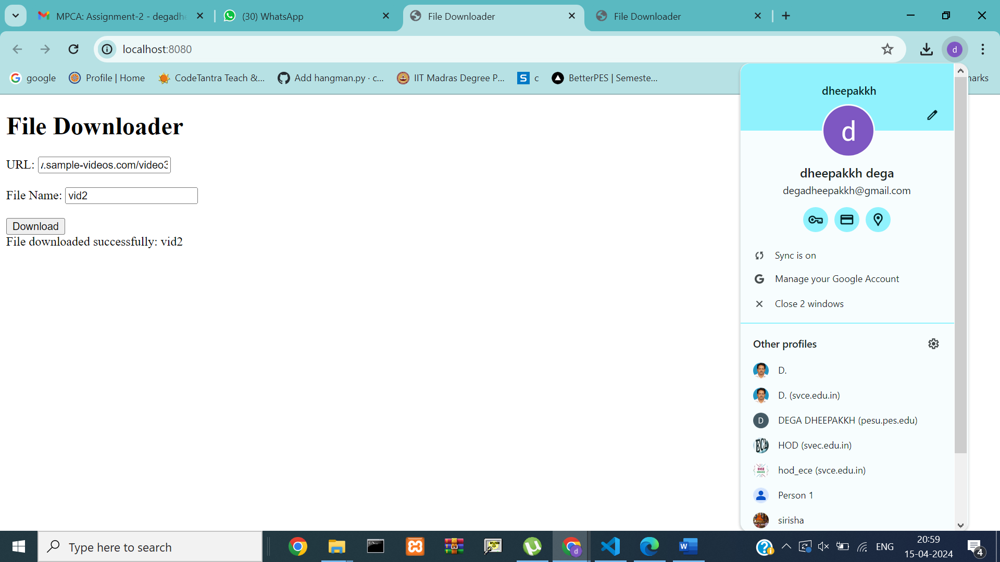 MPCA: Assignment-2 - degadhe
(30) WhatsApp
File Downloader
File Downloader
localhost:8080
d
google
Profile | Home
CodeTantra Teach &...
Add hangman.py · c...
IIT Madras Degree P...
S c
BetterPES | Semeste...
marks
File Downloader
URL: .sample-videos.com/video3
File Name: vid2
Download
File downloaded successfully: vid2
dheepakkh
d
dheepakkh dega
degadheepakkh@gmail.com
Sync is on
Manage your Google Account
Close 2 windows
Other profiles
D.
D. (svce.edu.in)
D DEGA DHEEPAKKH (pesu.pes.edu)
HOD (svec.edu.in)
hod_ece (svce.edu.in)
Person 1
sirisha
Type here to search
d
W
ENG
20:59
15-04-2024
4